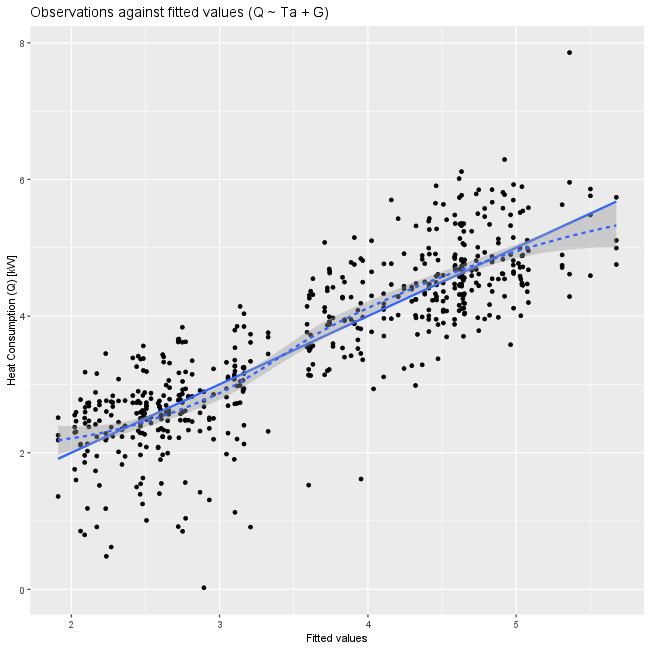 Observations against fitted values (Q ~ Ta + G)
Heat Consumption (Q) [kW]
8
6
4
2
0
2 3 4 5
Fitted values